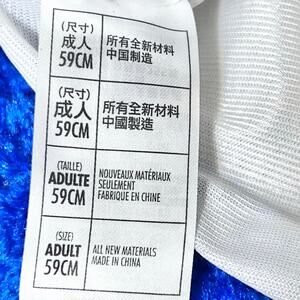 (尺寸)
成人
59CM
所有全新材料
中国制造
(尺寸)
成人
59CM
所有全新材料
中國製造
(TAILLE)
ADULTE
59CM
NOUVEAUX MATÉRIAUX
SEULEMENT
FABRIQUE EN CHINE
(SIZE)
ADULT
59CM
ALL NEW MATERIALS
MADE IN CHINA